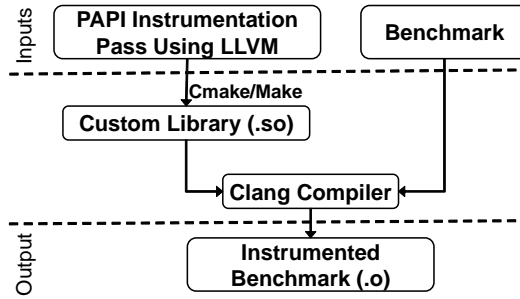 Inputs
PAPI Instrumentation
Pass Using LLVM
Benchmark
Cmake/Make
Custom Library (.so)
Clang Compiler
Output
Instrumented
Benchmark (.o)